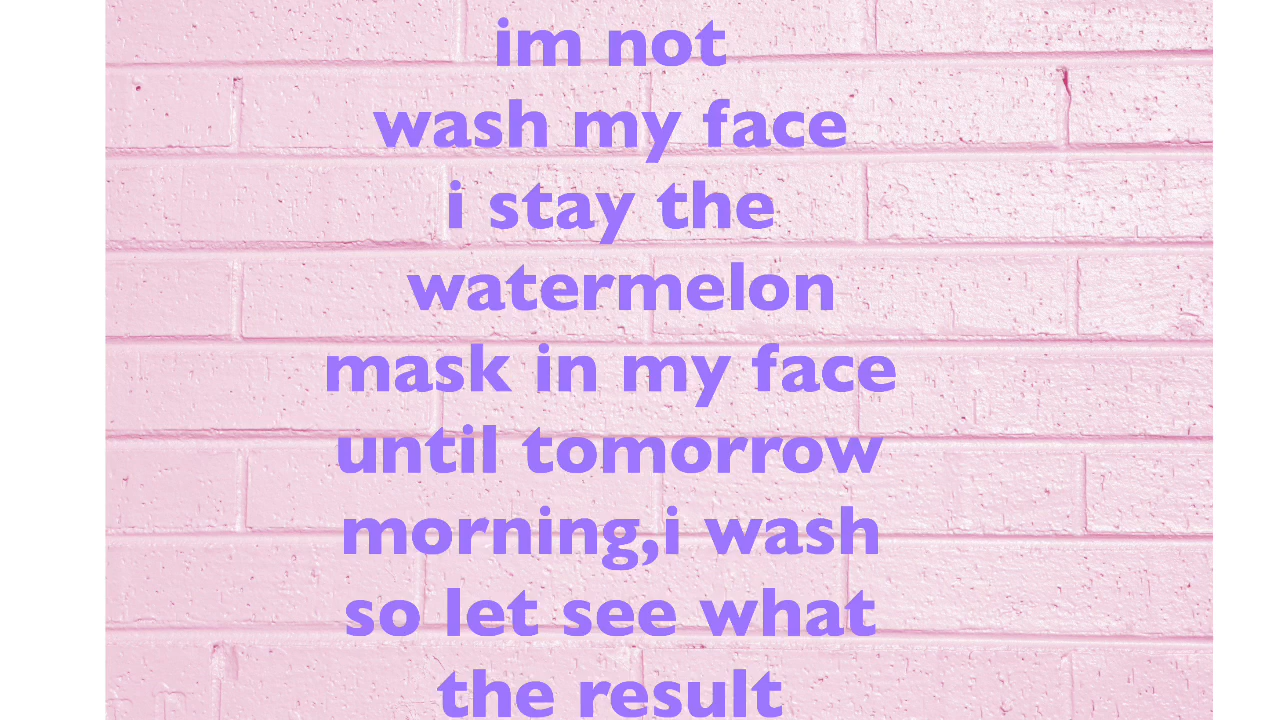 im not
wash my face
i stay the
watermelon
mask in my face
until tomorrow
morning,i wash
so let see what
the result